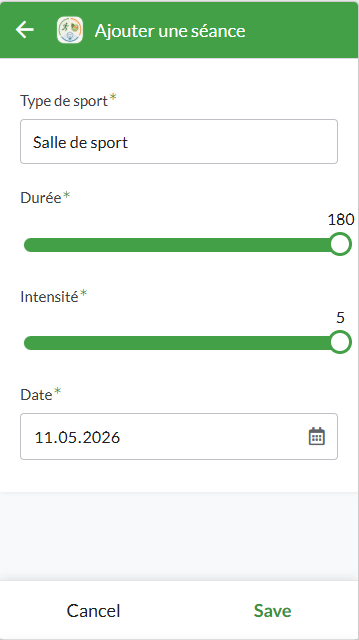 Ajouter une séance
Type de sport*
Salle de sport
Durée*
180
Intensité*
5
Date*
11.05.2026
Cancel
Save